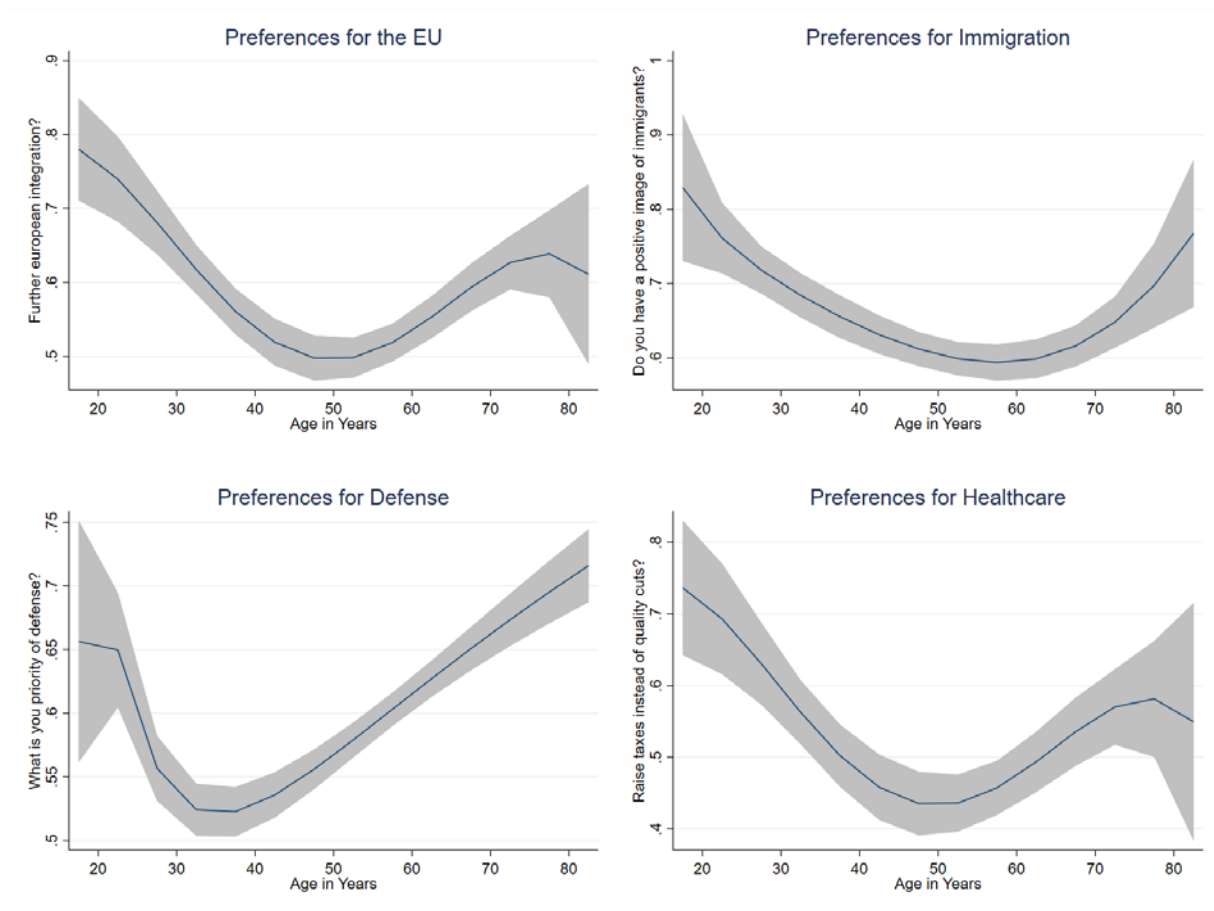 Preferences for the EU
Further european integration?
.9
.8
.7
.6
.5
20 30 40 50 60 70 80
Age in Years
Preferences for Immigration
Do you have a positive image of immigrants?
1
.9
.8
.7
.6
20 30 40 50 60 70 80
Age in Years
Preferences for Defense
What is you priority of defense?
.75
.7
.65
.6
.55
.5
20 30 40 50 60 70 80
Age in Years
Preferences for Healthcare
Raise taxes instead of quality cuts?
.8
.7
.6
.5
.4
20 30 40 50 60 70 80
Age in Years